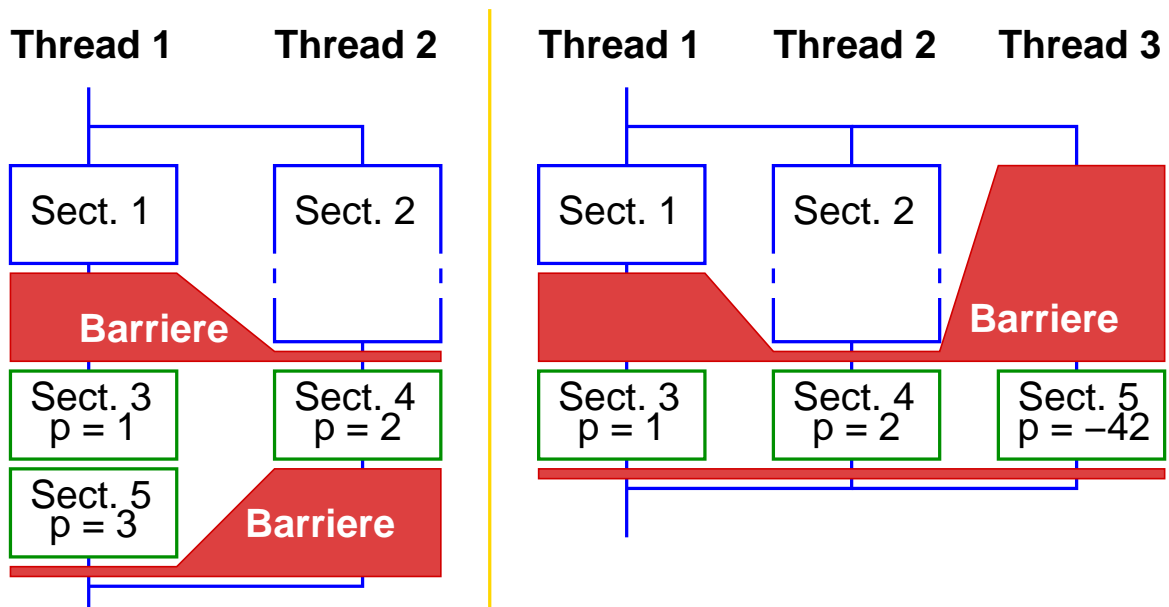 Thread 1
Thread 2
Sect. 1
Sect. 2
Barriere
Sect. 3
p = 1
Sect. 4
p = 2
Sect. 5
p = 3
Barriere
Thread 1
Thread 2
Thread 3
Sect. 1
Sect. 2
Barriere
Sect. 3
p = 1
Sect. 4
p = 2
Sect. 5
p = −42